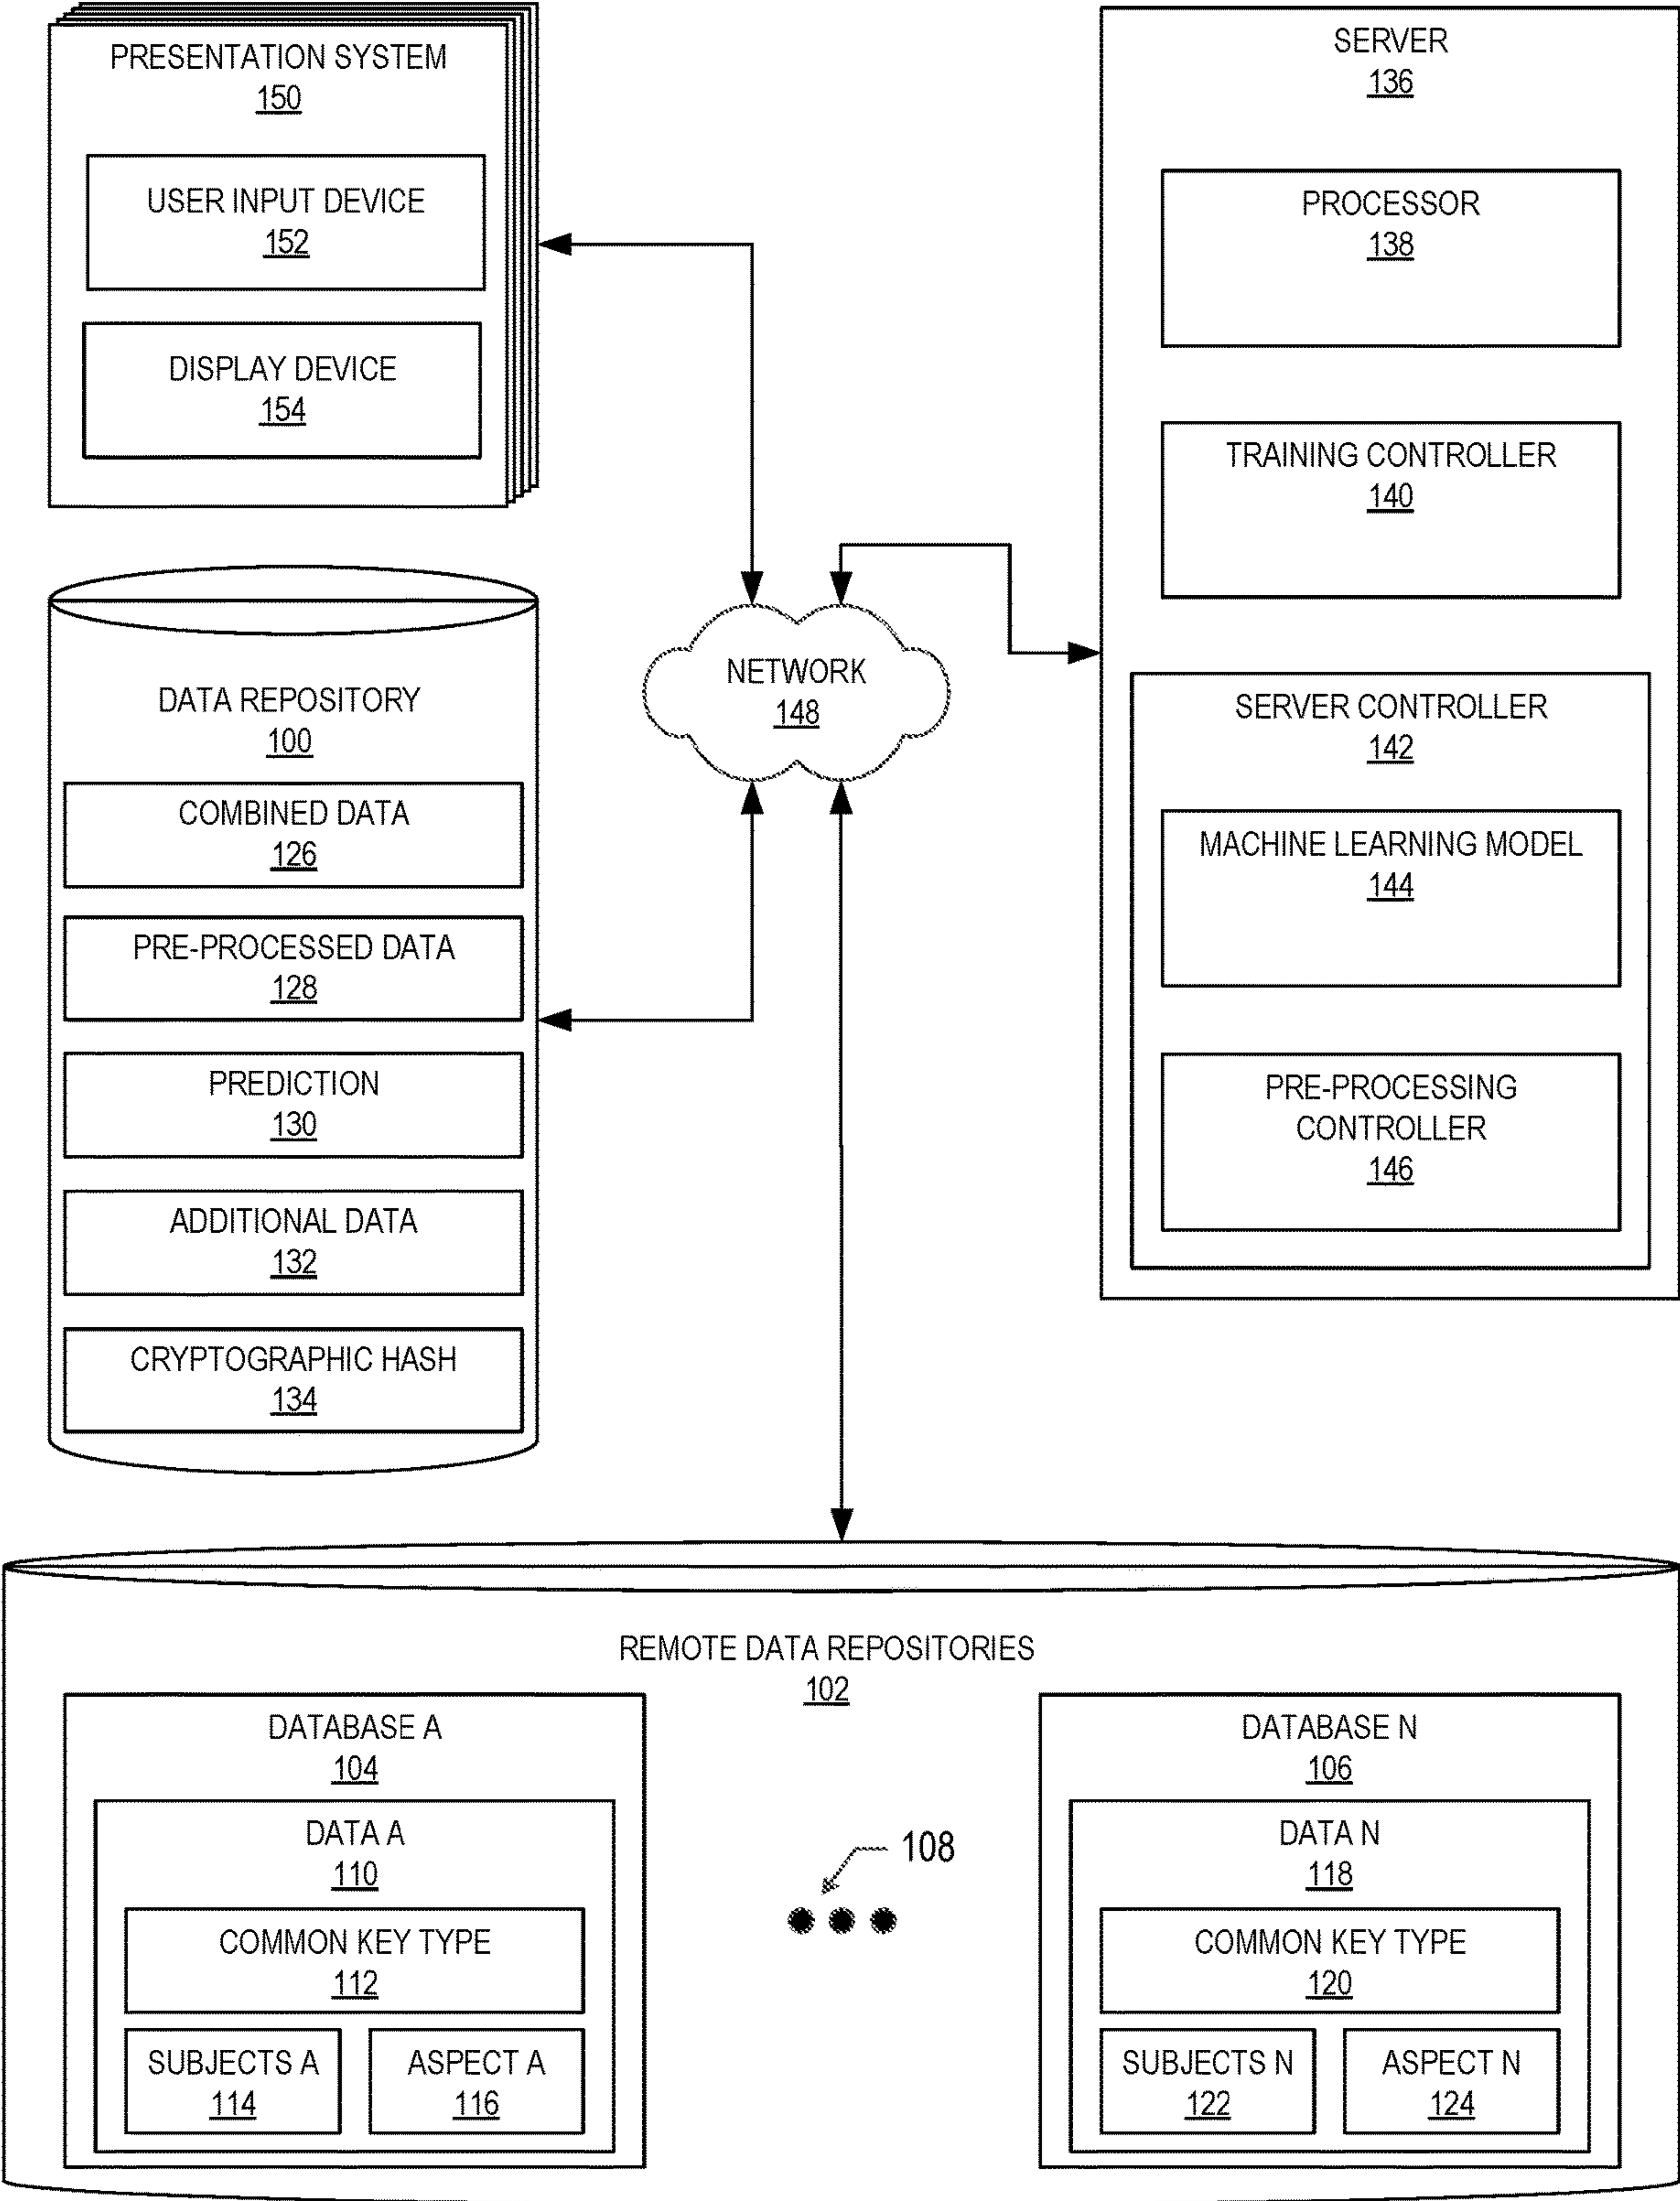 PRESENTATION SYSTEM
150
USER INPUT DEVICE
152
DISPLAY DEVICE
154
SERVER
136
PROCESSOR
138
TRAINING CONTROLLER
140
SERVER CONTROLLER
142
MACHINE LEARNING MODEL
144
PRE-PROCESSING
CONTROLLER
146
NETWORK
148
DATA REPOSITORY
100
COMBINED DATA
126
PRE-PROCESSED DATA
128
PREDICTION
130
ADDITIONAL DATA
132
CRYPTOGRAPHIC HASH
134
REMOTE DATA REPOSITORIES
102
DATABASE A
104
DATA A
110
COMMON KEY TYPE
112
SUBJECTS A
114
ASPECT A
116
108
DATABASE N
106
DATA N
118
COMMON KEY TYPE
120
SUBJECTS N
122
ASPECT N
124